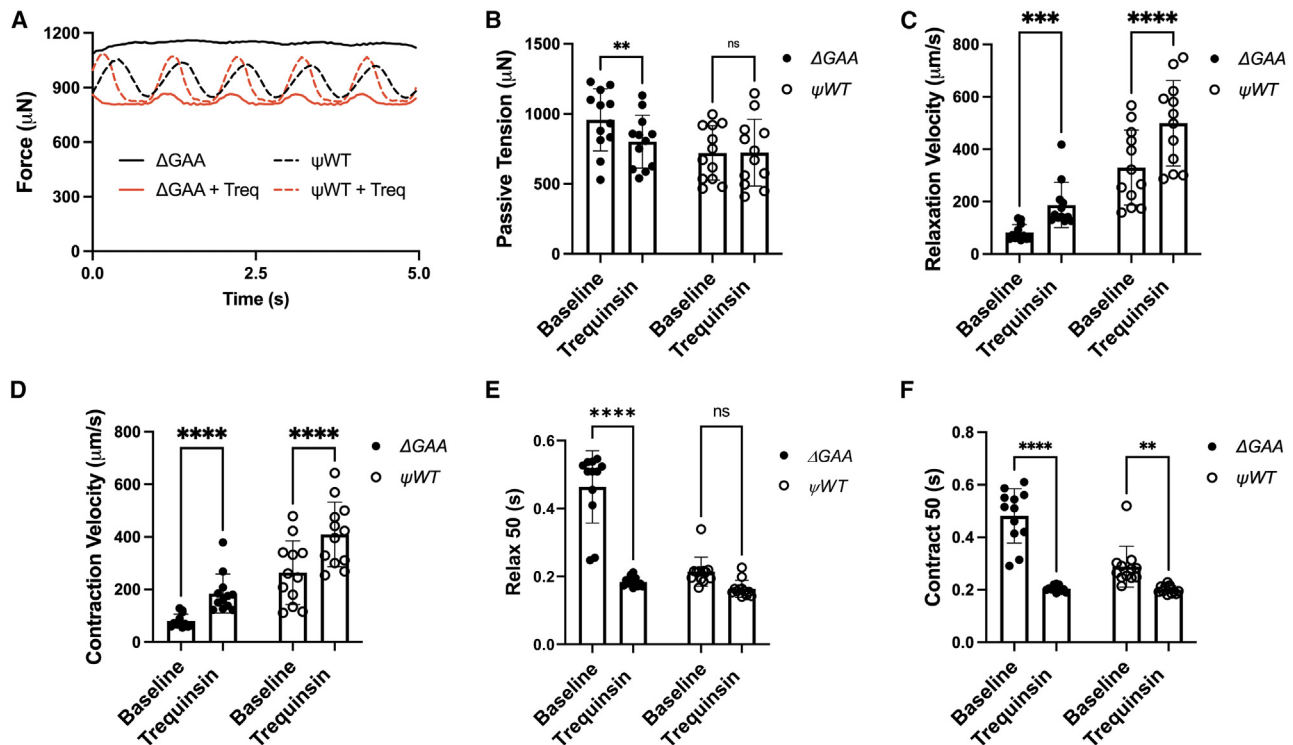 A
1200
900
600
300
0
Force (μN)
ΔGAA
ΔGAA + Treq
ψWT
ψWT + Treq
0.0
2.5
5.0
Time (s)
B
1500
1000
500
0
Passive Tension (μN)
**
ns
ΔGAA
ψWT
Baseline
Trequinsin
Baseline
Trequinsin
C
800
600
400
200
0
Relaxation Velocity (μm/s)
***
****
ΔGAA
ψWT
Baseline
Trequinsin
Baseline
Trequinsin
D
800
600
400
200
0
Contraction Velocity (μm/s)
****
****
ΔGAA
ψWT
Baseline
Trequinsin
Baseline
Trequinsin
E
0.6
0.4
0.2
0.0
Relax 50 (s)
****
ns
ΔGAA
ψWT
Baseline
Trequinsin
Baseline
Trequinsin
F
0.8
0.6
0.4
0.2
0.0
Contract 50 (s)
****
**
ΔGAA
ψWT
Baseline
Trequinsin
Baseline
Trequinsin